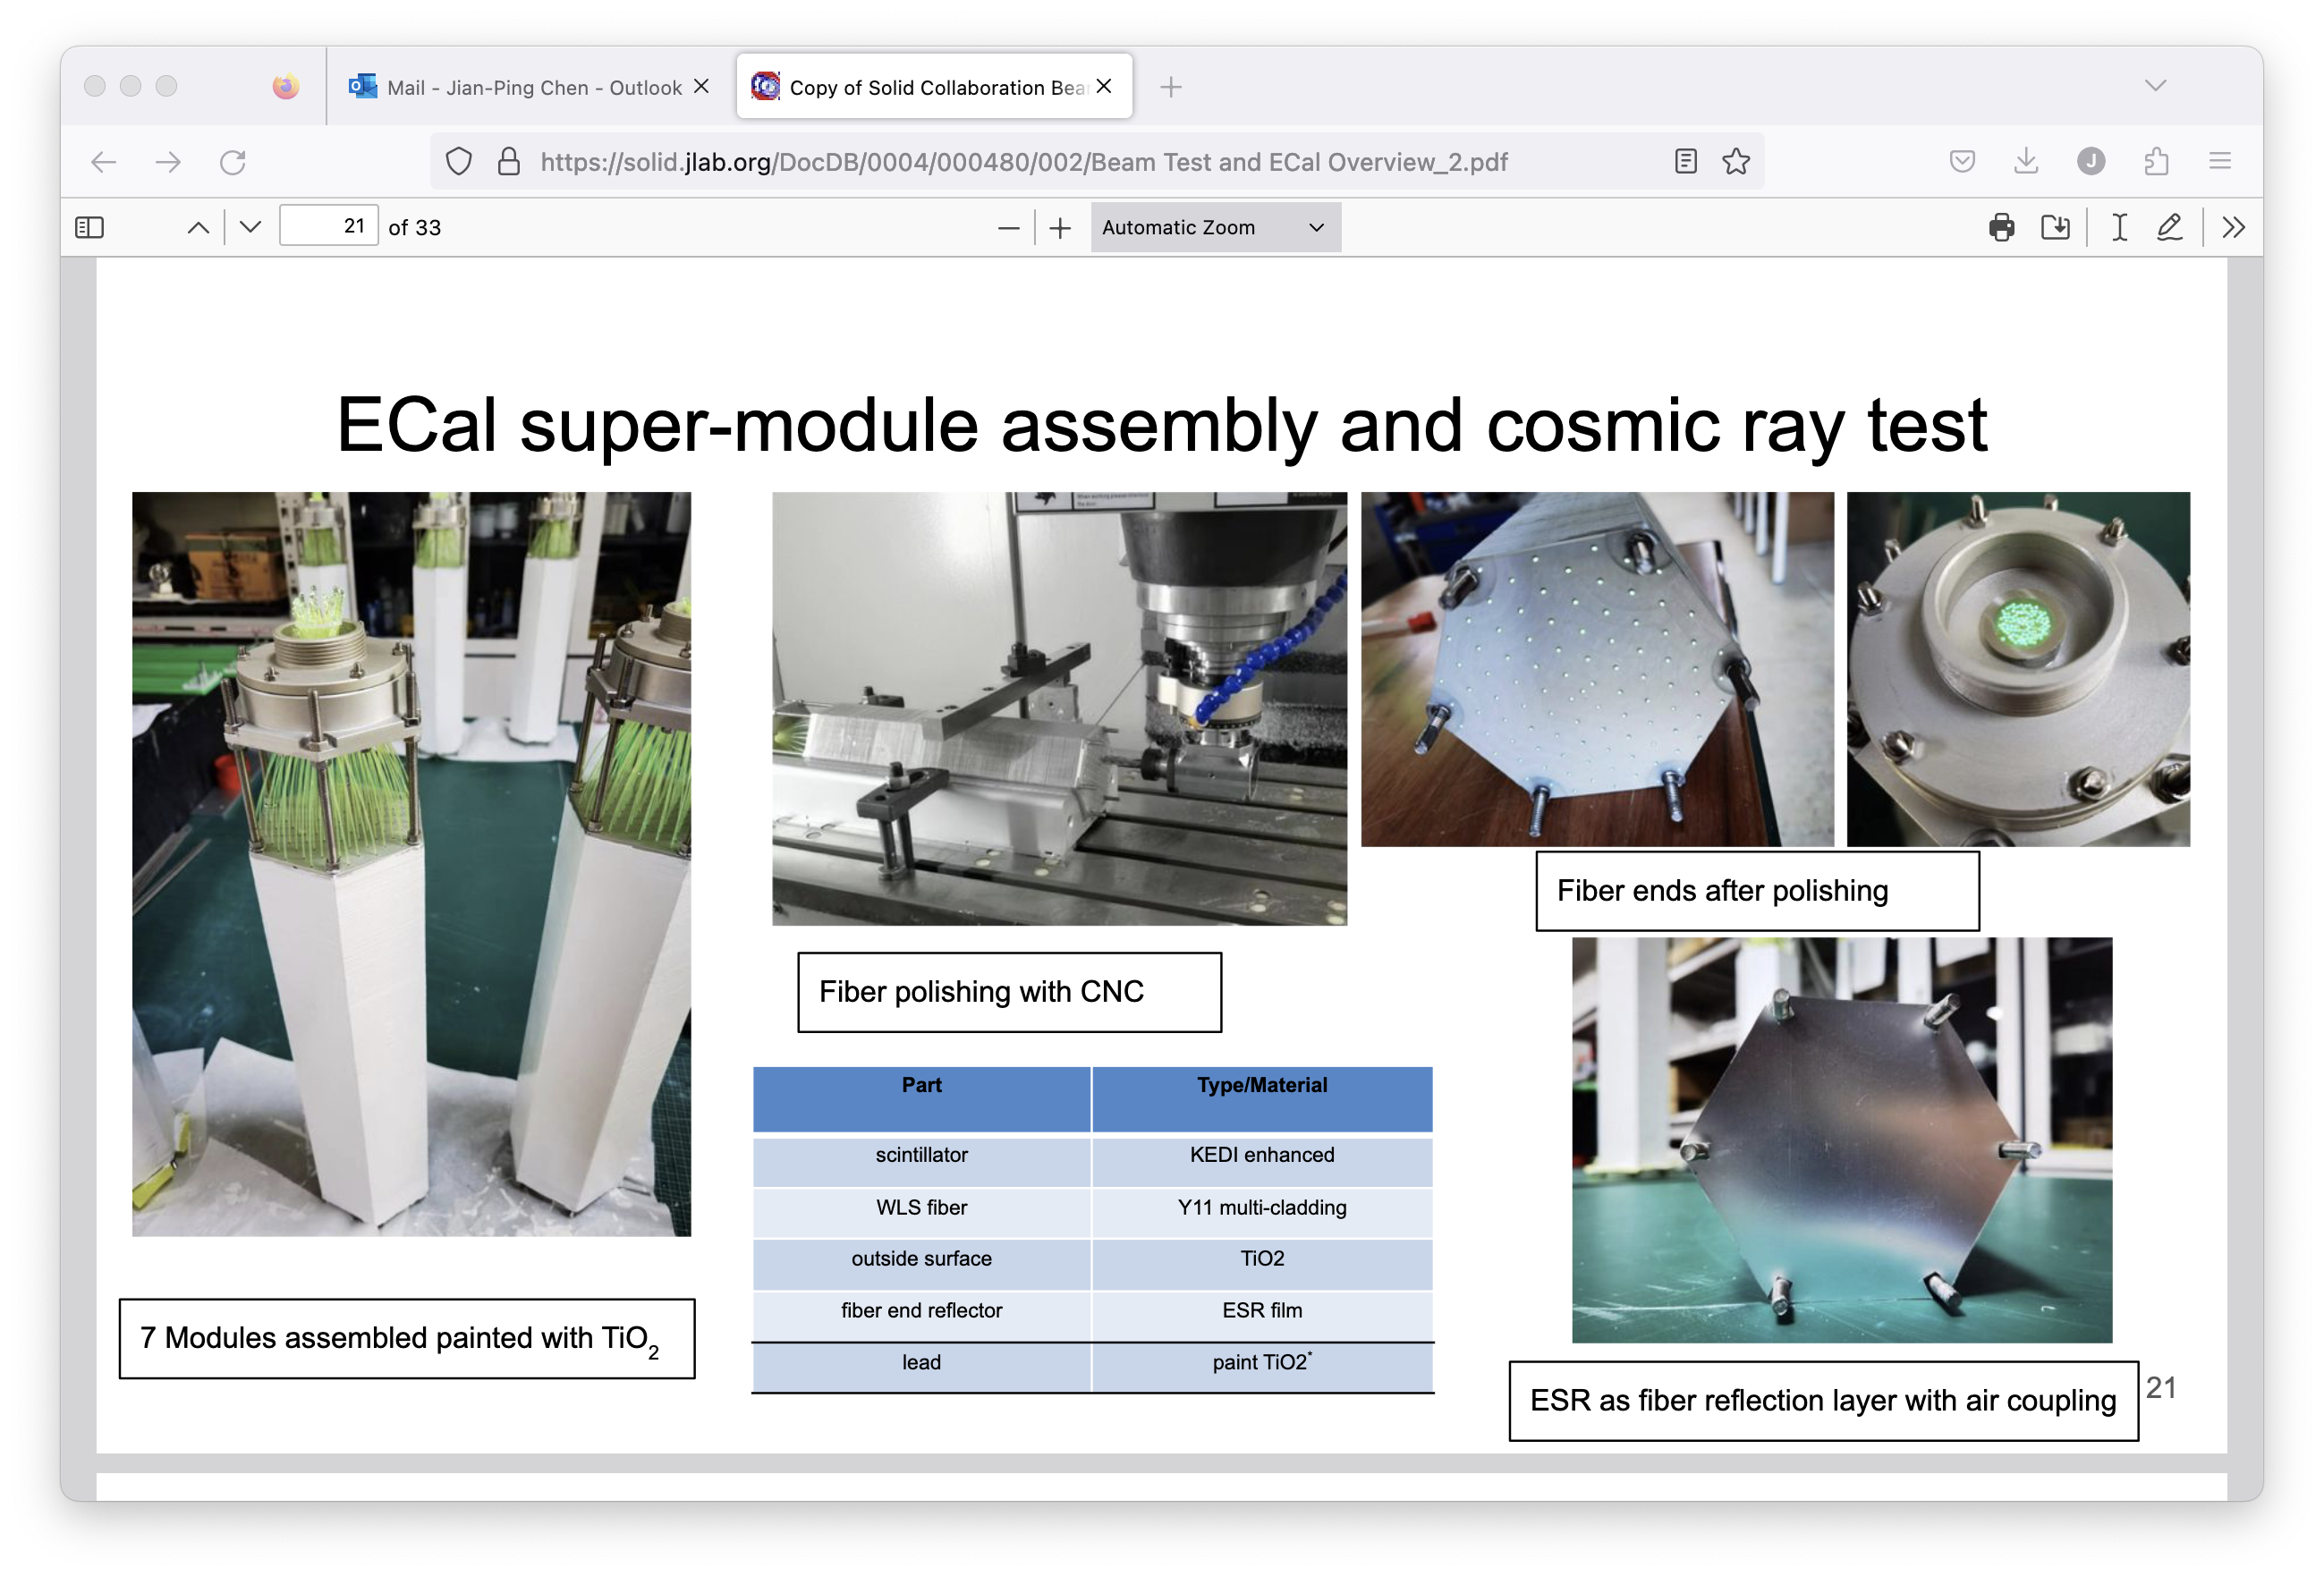 Mail - Jian-Ping Chen - Outlook
Copy of Solid Collaboration Bea
https://solid.jlab.org/DocDB/0004/000480/002/Beam Test and ECal Overview_2.pdf
J
21 of 33
Automatic Zoom
ECal super-module assembly and cosmic ray test
Fiber ends after polishing
Fiber polishing with CNC
Part Type/Material
scintillator KEDI enhanced
WLS fiber Y11 multi-cladding
outside surface TiO2
fiber end reflector ESR film
lead paint TiO2*
7 Modules assembled painted with TiO2
ESR as fiber reflection layer with air coupling
21